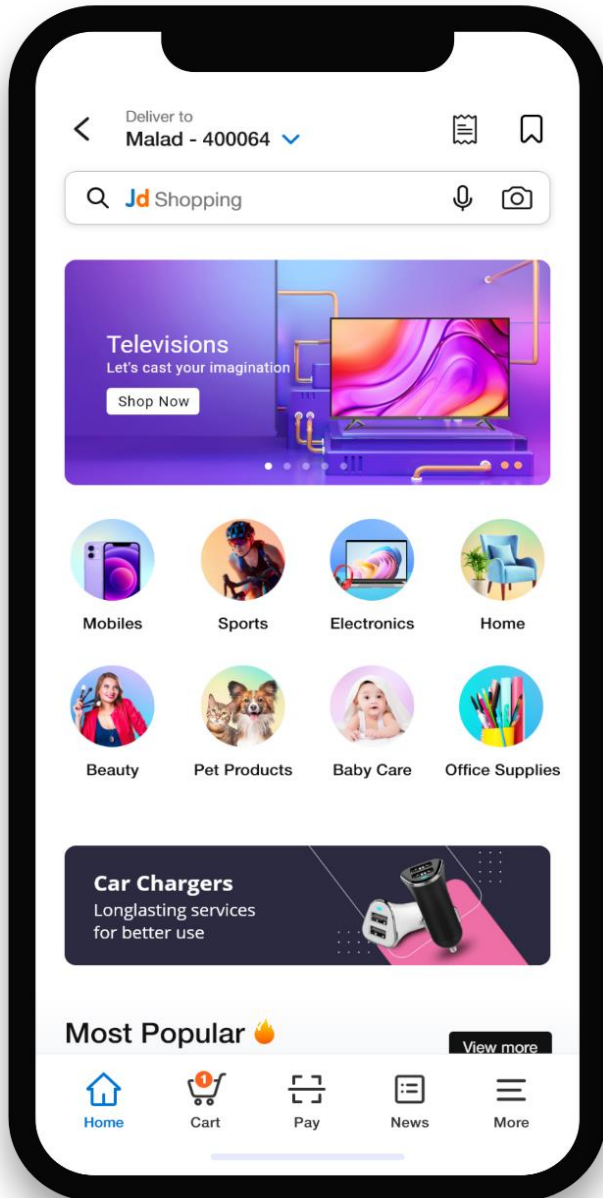 Deliver to
Malad - 400064
Jd Shopping
Televisions
Let's cast your imagination
Shop Now
Mobiles
Sports
Electronics
Home
Beauty
Pet Products
Baby Care
Office Supplies
Car Chargers
Longlasting services
for better use
Most Popular 🔥
View more
1
Home
Cart
Pay
News
More